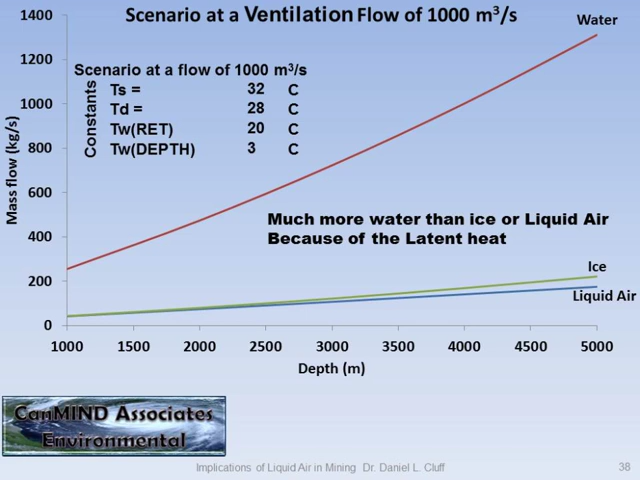 Scenario at a Ventilation Flow of 1000 m³/s
Water
Scenario at a flow of 1000 m³/s
Constants
Ts = 32 C
Td = 28 C
Tw(RET) 20 C
Tw(DEPTH) 3 C
Mass flow (kg/s)
1400
1200
1000
800
600
400
200
0
Much more water than ice or Liquid Air
Because of the Latent heat
Ice
Liquid Air
1000 1500 2000 2500 3000 3500 4000 4500 5000
Depth (m)
CanMIND Associates
Environmental
Implications of Liquid Air in Mining Dr. Daniel L. Cluff
38